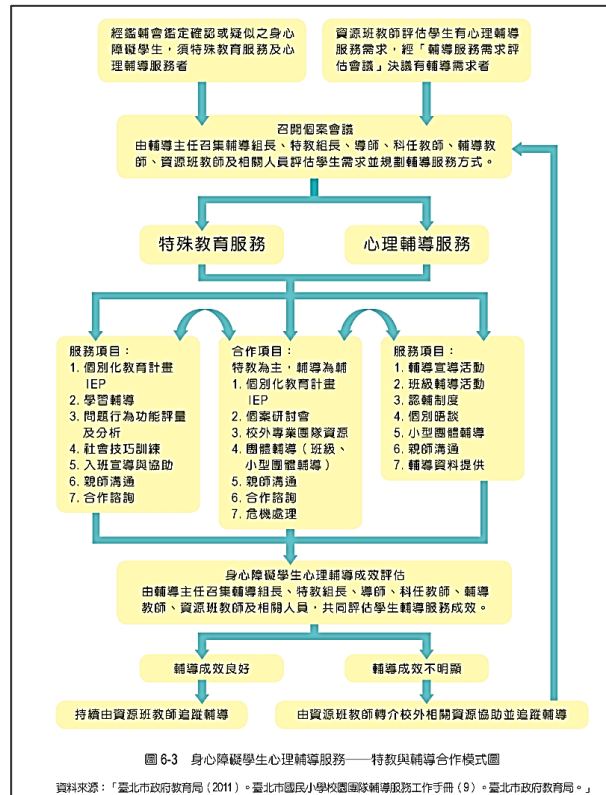 經鑑輔會鑑定確認或疑似之身心
障礙學生，須特殊教育服務及心
理輔導服務者
資源班教師評估學生有心理輔導
服務需求，經「輔導服務需求評
估會議」決議有輔導需求者
召開個案會議
由輔導主任召集輔導組長、特教組長、導師、科任教師、輔導教
師、資源班教師及相關人員評估學生需求並規劃輔導服務方式。
特殊教育服務
心理輔導服務
服務項目：
1. 個別化教育計畫
IEP
2. 學習輔導
3. 問題行為功能評量
及分析
4. 社會技巧訓練
5. 入班宣導與協助
6. 親師溝通
7. 合作諮詢
合作項目：
特教為主，輔導為輔
1. 個別化教育計畫
IEP
2. 個案研討會
3. 校外專業團隊資源
4. 團體輔導（班級、
小型團體輔導）
5. 親師溝通
6. 合作諮詢
7. 危機處理
服務項目：
1. 輔導宣導活動
2. 班級輔導活動
3. 認輔制度
4. 個別晤談
5. 小型團體輔導
6. 親師溝通
7. 輔導資料提供
身心障礙學生心理輔導成效評估
由輔導主任召集輔導組長、特教組長、導師、科任教師、輔導
教師、資源班教師及相關人員，共同評估學生輔導服務成效。
輔導成效良好
輔導成效不明顯
持續由資源班教師追蹤輔導
由資源班教師轉介校外相關資源協助並追蹤輔導
圖 6-3 身心障礙學生心理輔導服務——特教與輔導合作模式圖
資料來源：「臺北市政府教育局（2011）。臺北市國民小學校園團隊輔導服務工作手冊（9）。臺北市政府教育局。」